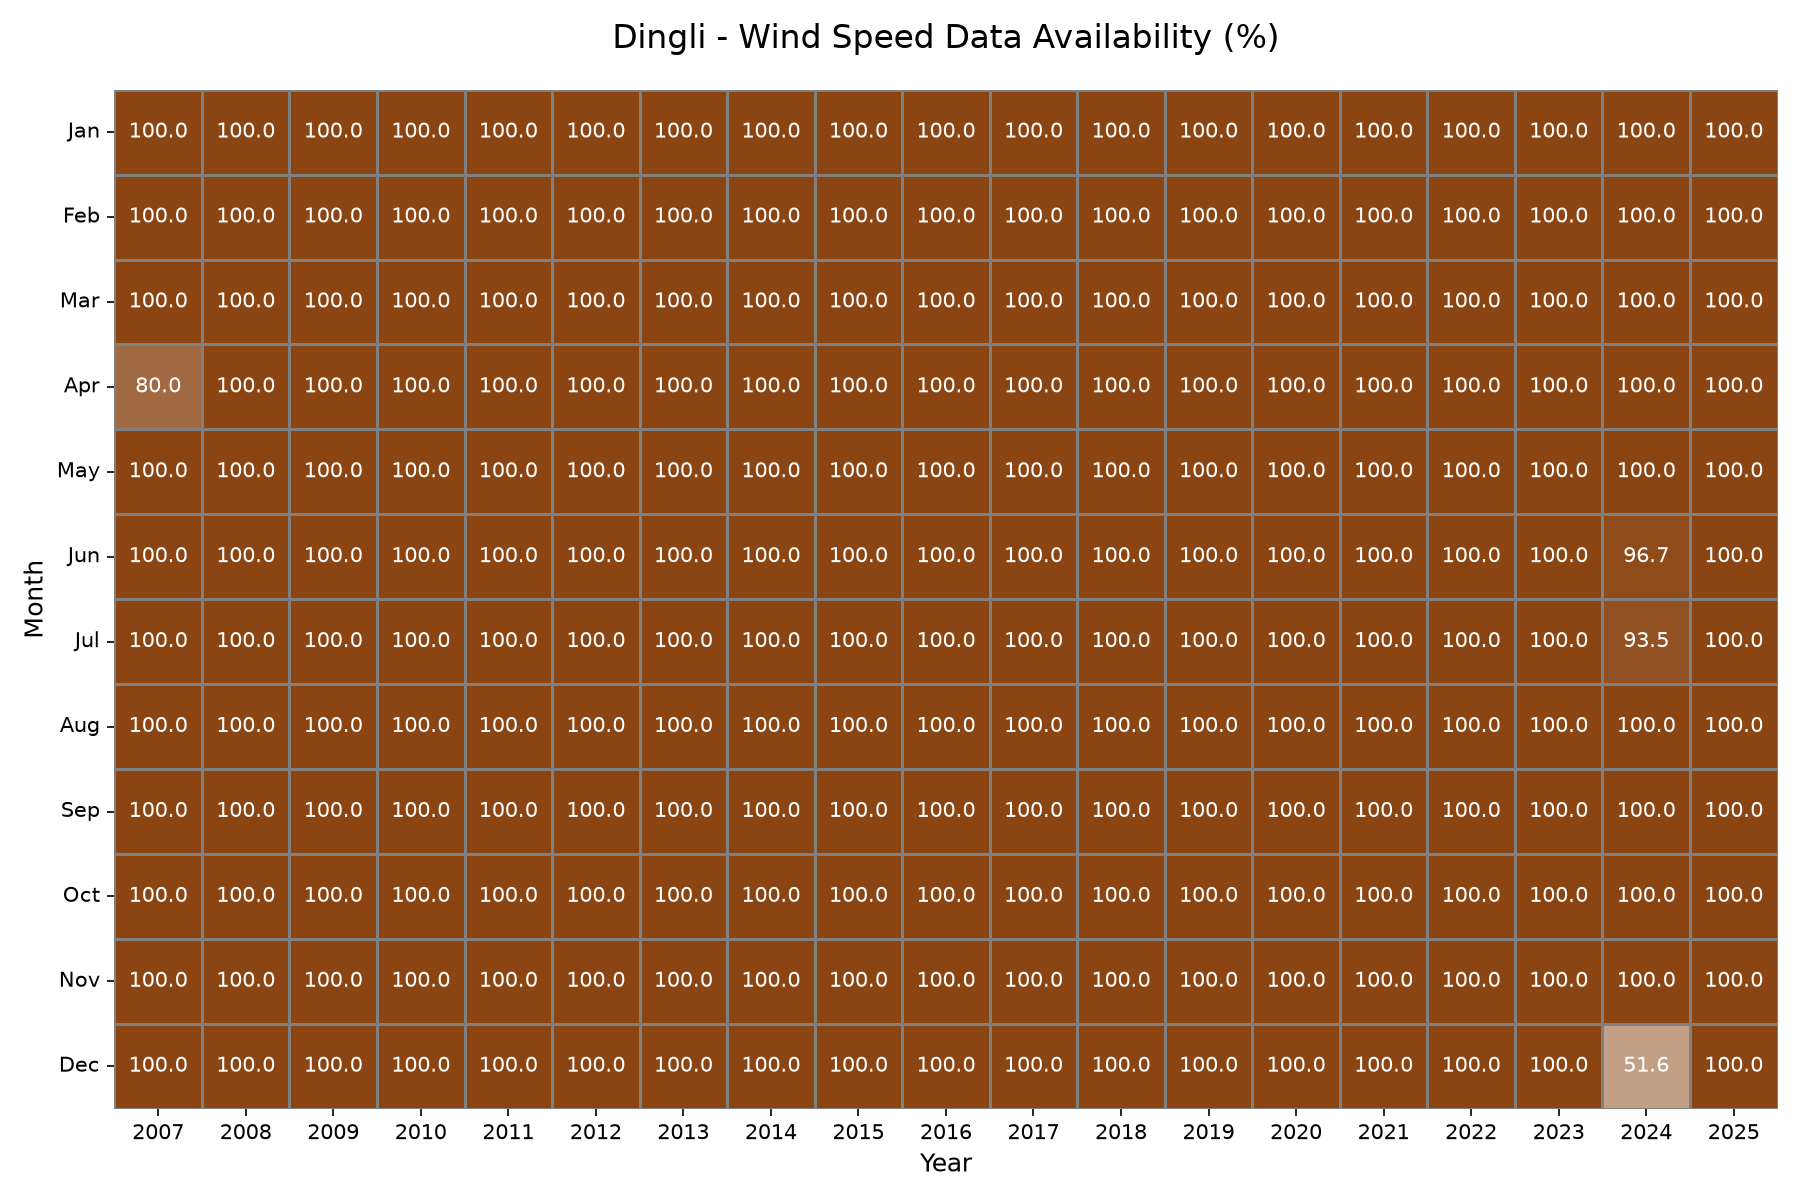 Dingli - Wind Speed Data Availability (%)
Jan 100.0 100.0 100.0 100.0 100.0 100.0 100.0 100.0 100.0 100.0 100.0 100.0 100.0 100.0 100.0 100.0 100.0 100.0 100.0
Feb 100.0 100.0 100.0 100.0 100.0 100.0 100.0 100.0 100.0 100.0 100.0 100.0 100.0 100.0 100.0 100.0 100.0 100.0 100.0
Mar 100.0 100.0 100.0 100.0 100.0 100.0 100.0 100.0 100.0 100.0 100.0 100.0 100.0 100.0 100.0 100.0 100.0 100.0 100.0
Apr 80.0 100.0 100.0 100.0 100.0 100.0 100.0 100.0 100.0 100.0 100.0 100.0 100.0 100.0 100.0 100.0 100.0 100.0 100.0
May 100.0 100.0 100.0 100.0 100.0 100.0 100.0 100.0 100.0 100.0 100.0 100.0 100.0 100.0 100.0 100.0 100.0 100.0 100.0
Jun 100.0 100.0 100.0 100.0 100.0 100.0 100.0 100.0 100.0 100.0 100.0 100.0 100.0 100.0 100.0 100.0 100.0 96.7 100.0
Month
Jul 100.0 100.0 100.0 100.0 100.0 100.0 100.0 100.0 100.0 100.0 100.0 100.0 100.0 100.0 100.0 100.0 100.0 93.5 100.0
Aug 100.0 100.0 100.0 100.0 100.0 100.0 100.0 100.0 100.0 100.0 100.0 100.0 100.0 100.0 100.0 100.0 100.0 100.0 100.0
Sep 100.0 100.0 100.0 100.0 100.0 100.0 100.0 100.0 100.0 100.0 100.0 100.0 100.0 100.0 100.0 100.0 100.0 100.0 100.0
Oct 100.0 100.0 100.0 100.0 100.0 100.0 100.0 100.0 100.0 100.0 100.0 100.0 100.0 100.0 100.0 100.0 100.0 100.0 100.0
Nov 100.0 100.0 100.0 100.0 100.0 100.0 100.0 100.0 100.0 100.0 100.0 100.0 100.0 100.0 100.0 100.0 100.0 100.0 100.0
Dec 100.0 100.0 100.0 100.0 100.0 100.0 100.0 100.0 100.0 100.0 100.0 100.0 100.0 100.0 100.0 100.0 100.0 51.6 100.0
2007 2008 2009 2010 2011 2012 2013 2014 2015 2016 2017 2018 2019 2020 2021 2022 2023 2024 2025
Year